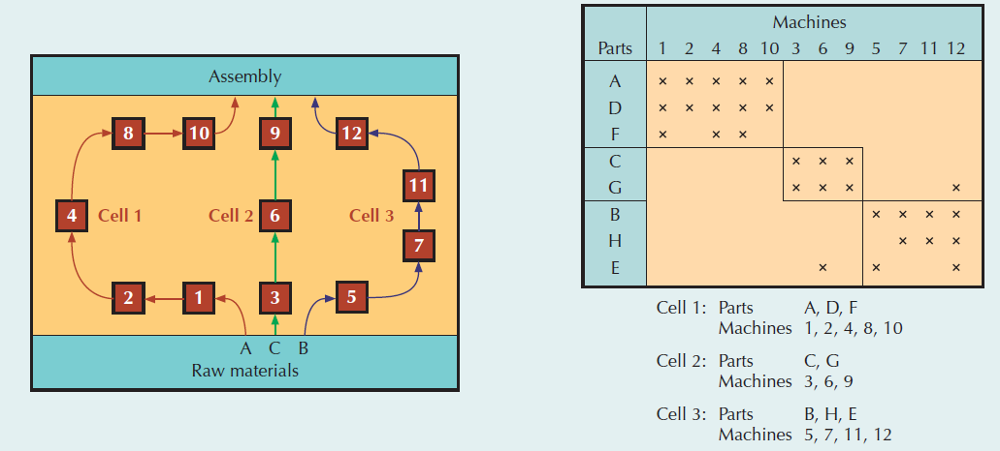 Assembly
8 10 9 12
11
4 Cell 1 Cell 2 6 Cell 3
7
2 1 3 5
A C B
Raw materials
Machines
Parts 1 2 4 8 10 3 6 9 5 7 11 12
A × × × × ×
D × × × × ×
F × × ×
C × × ×
G × × × ×
B × × × ×
H × × ×
E × × ×
Cell 1: Parts A, D, F
Machines 1, 2, 4, 8, 10
Cell 2: Parts C, G
Machines 3, 6, 9
Cell 3: Parts B, H, E
Machines 5, 7, 11, 12